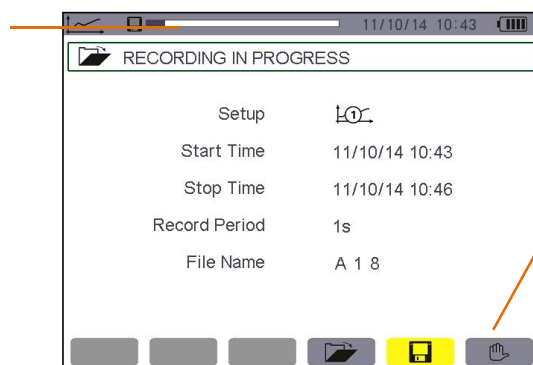 11/10/14 10:43
RECORDING IN PROGRESS
Setup 1
Start Time 11/10/14 10:43
Stop Time 11/10/14 10:46
Record Period 1s
File Name A 1 8